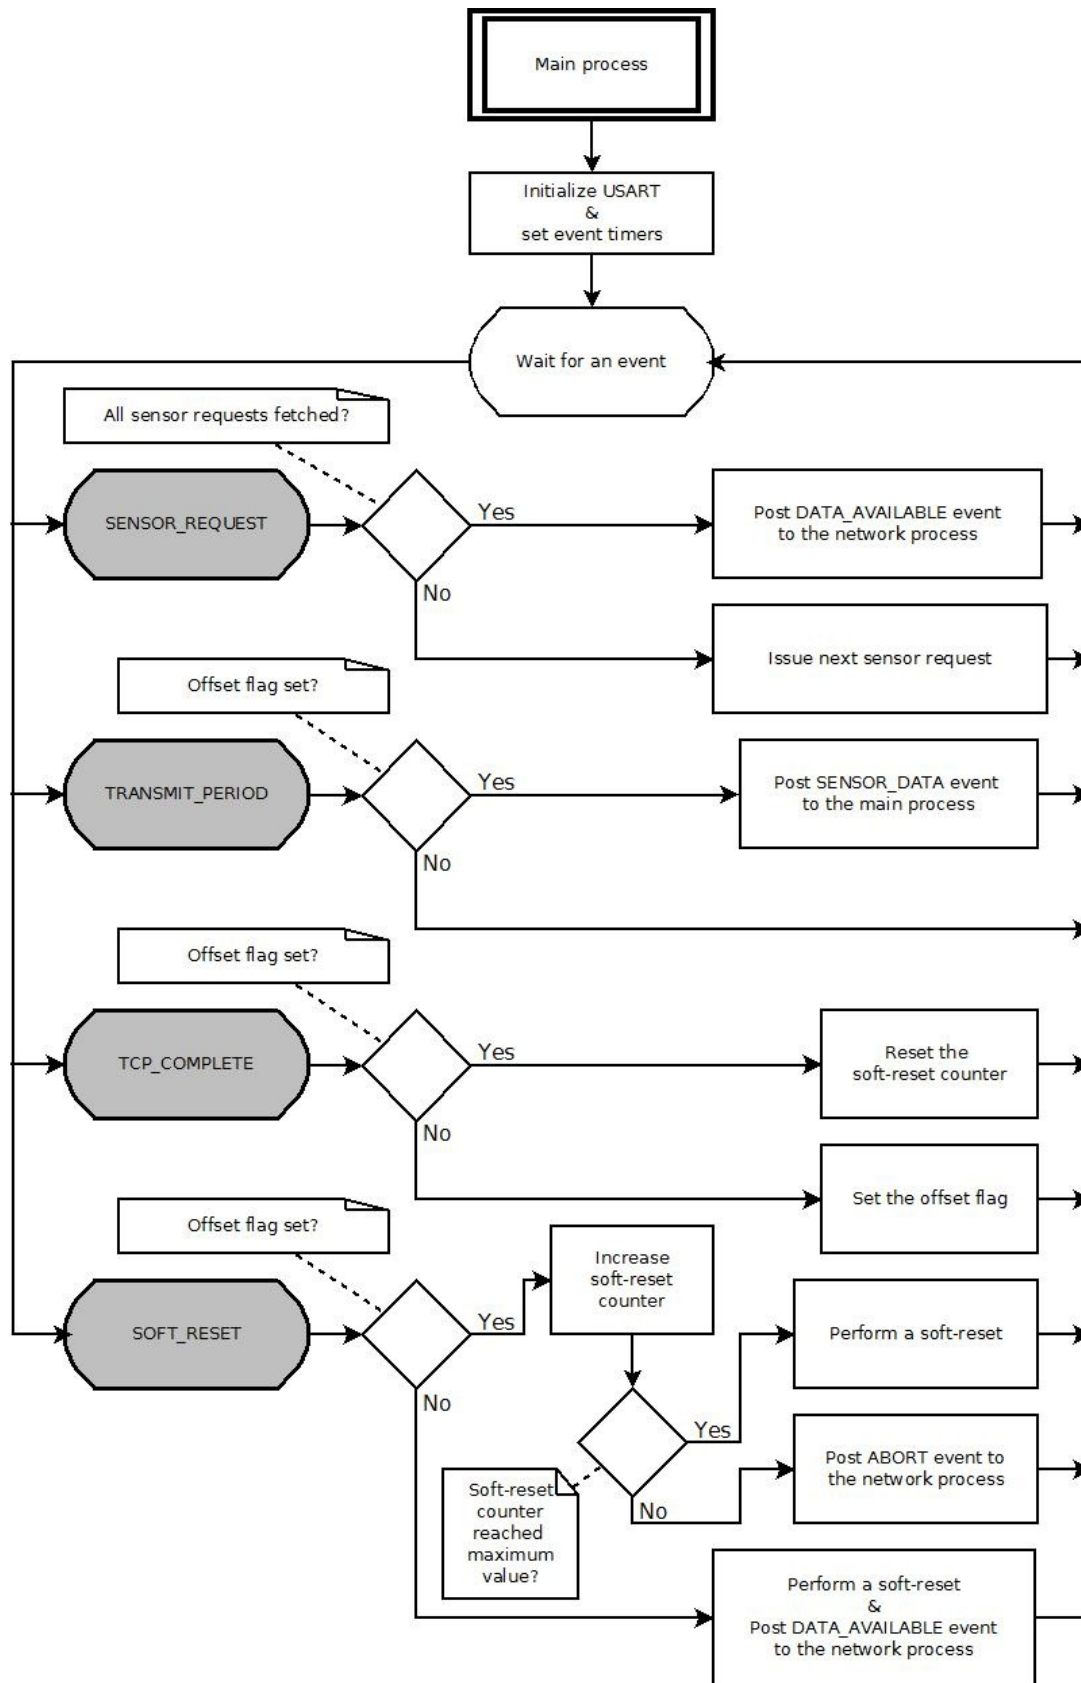 Main process
Initialize USART
&
set event timers
Wait for an event
All sensor requests fetched?
SENSOR_REQUEST
Yes
Post DATA_AVAILABLE event
to the network process
No
Issue next sensor request
Offset flag set?
TRANSMIT_PERIOD
Yes
Post SENSOR_DATA event
to the main process
No
Offset flag set?
TCP_COMPLETE
Yes
Reset the
soft-reset counter
No
Set the offset flag
Offset flag set?
SOFT_RESET
Yes
Increase
soft-reset
counter
Perform a soft-reset
No
Yes
Soft-reset
counter
reached
maximum
value?
No
Post ABORT event to
the network process
Perform a soft-reset
&
Post DATA_AVAILABLE event
to the network process